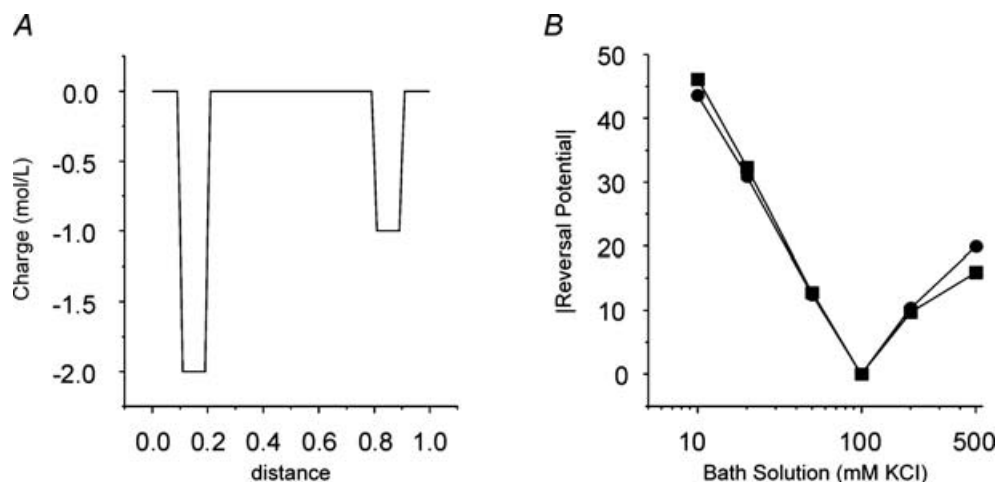 A
B
Charge (mol/L)
0.0
-0.5
-1.0
-1.5
-2.0
0.0 0.2 0.4 0.6 0.8 1.0
distance
|Reversal Potential|
50
40
30
20
10
0
10 100 500
Bath Solution (mM KCl)